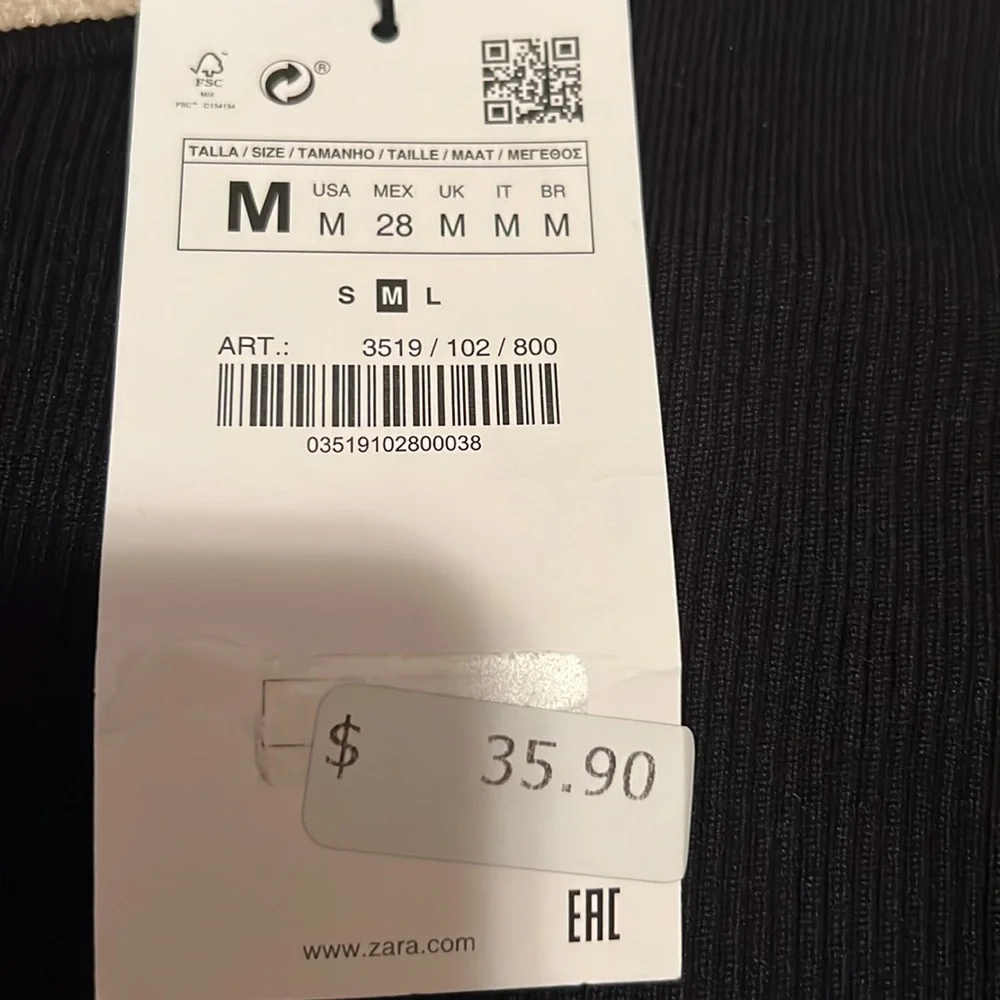 FSC
MIX
FSC™ C154154
®
TALLA / SIZE / TAMANHO / TAILLE / MAAT / ΜΕΓΕΘΟΣ
M USA MEX UK IT BR
M 28 M M M
S M L
ART.: 3519 / 102 / 800
03519102800038
$ 35.90
EAC
www.zara.com